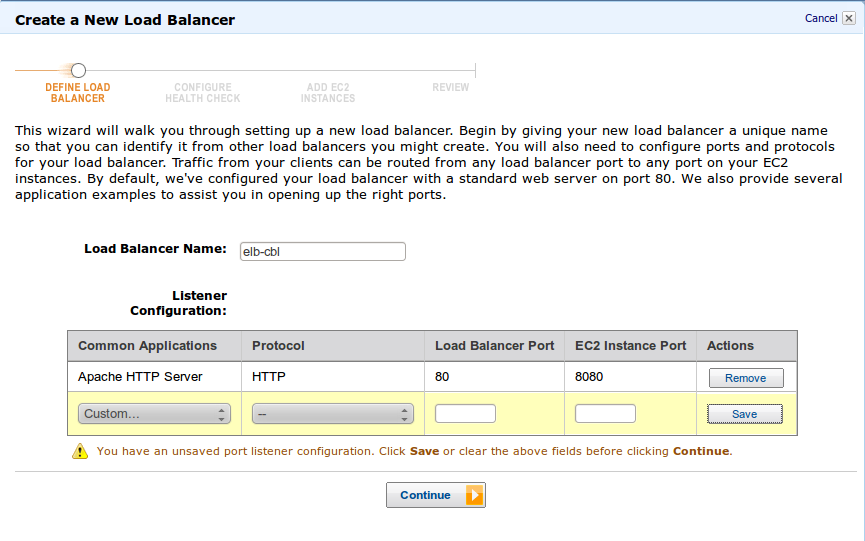 Create a New Load Balancer
Cancel
DEFINE LOAD BALANCER
CONFIGURE HEALTH CHECK
ADD EC2 INSTANCES
REVIEW
This wizard will walk you through setting up a new load balancer. Begin by giving your new load balancer a unique name
so that you can identify it from other load balancers you might create. You will also need to configure ports and protocols
for your load balancer. Traffic from your clients can be routed from any load balancer port to any port on your EC2
instances. By default, we've configured your load balancer with a standard web server on port 80. We also provide several
application examples to assist you in opening up the right ports.
Load Balancer Name: elb-cbl
Listener
Configuration:
Common Applications Protocol Load Balancer Port EC2 Instance Port Actions
Apache HTTP Server HTTP 80 8080 Remove
Custom... -- Save
You have an unsaved port listener configuration. Click Save or clear the above fields before clicking Continue.
Continue